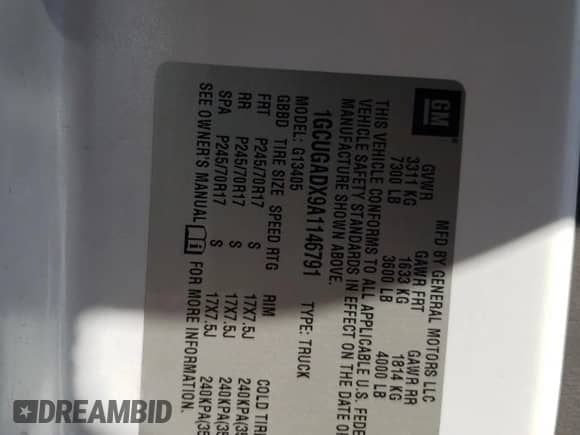 GM
MFD BY GENERAL MOTORS LLC
GVWR GAWR FRT GAWR RR
3311 KG 1633 KG 1814 KG
7300 LB 3600 LB 4000 LB
THIS VEHICLE CONFORMS TO ALL APPLICABLE U.S. FEDE
VEHICLE SAFETY STANDARDS IN EFFECT ON THE DATE O
MANUFACTURE SHOWN ABOVE.
1GCUGADX9A1146791 TYPE: TRUCK
MODEL: G13405
GBBD TIRE SIZE SPEED RTG RIM COLD TIR
FRT P245/70R17 S 17X7.5J 240KPA(35
RR P245/70R17 S 17X7.5J 240KPA(35
SPA P245/70R17 S 17X7.5J 240KPA(35
SEE OWNER'S MANUAL i FOR MORE INFORMATION.
DREAMBID